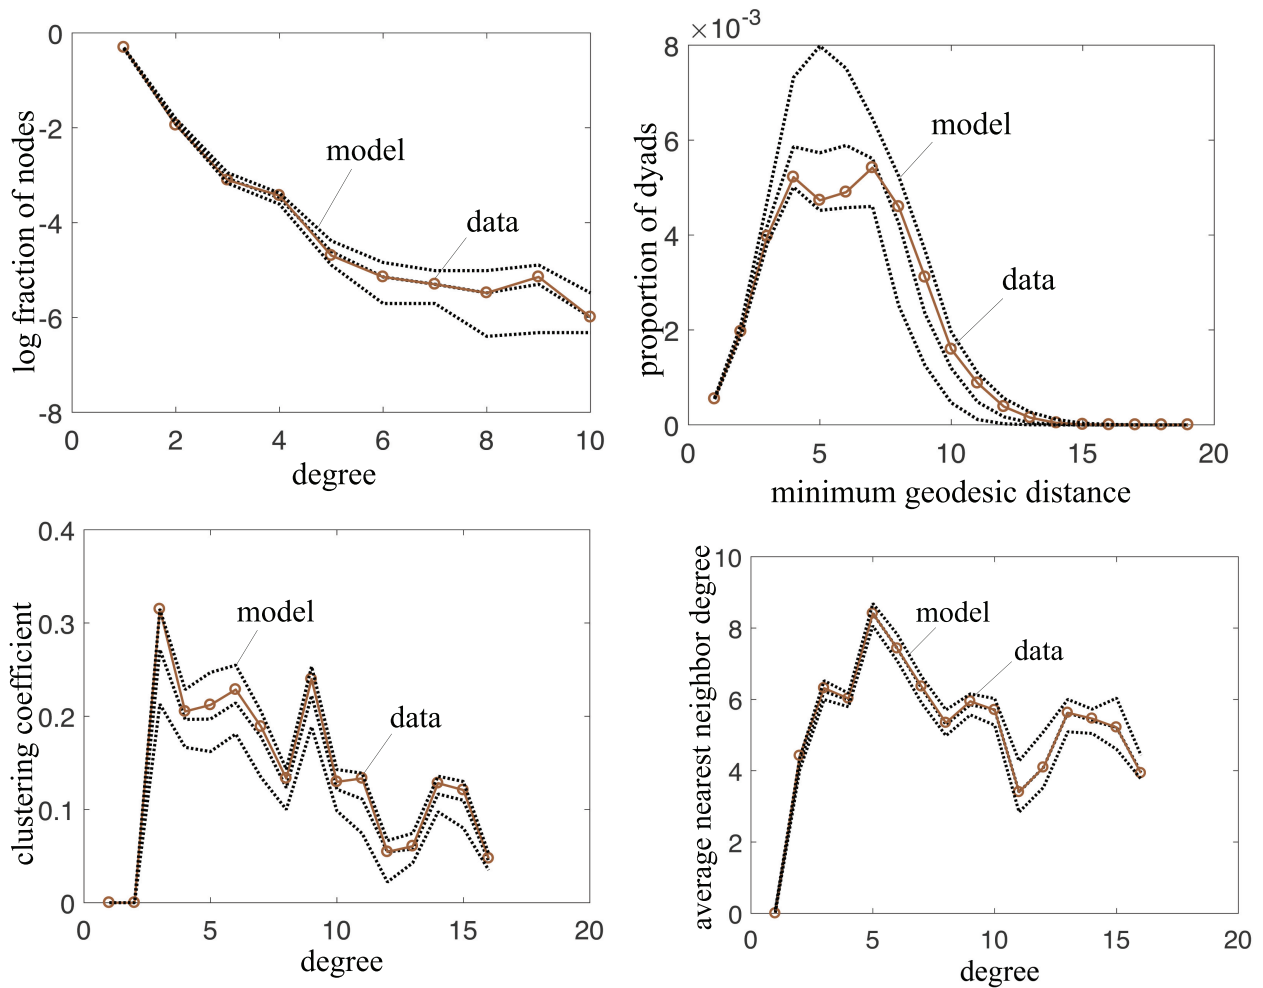 0
-2
-4
-6
-8
0
2
4
6
8
10
log fraction of nodes
degree
model
data
×10-3
8
6
4
2
0
0
5
10
15
20
proportion of dyads
minimum geodesic distance
model
data
0.4
0.3
0.2
0.1
0
0
5
10
15
20
clustering coefficient
degree
model
data
10
8
6
4
2
0
0
5
10
15
20
average nearest neighbor degree
degree
model
data